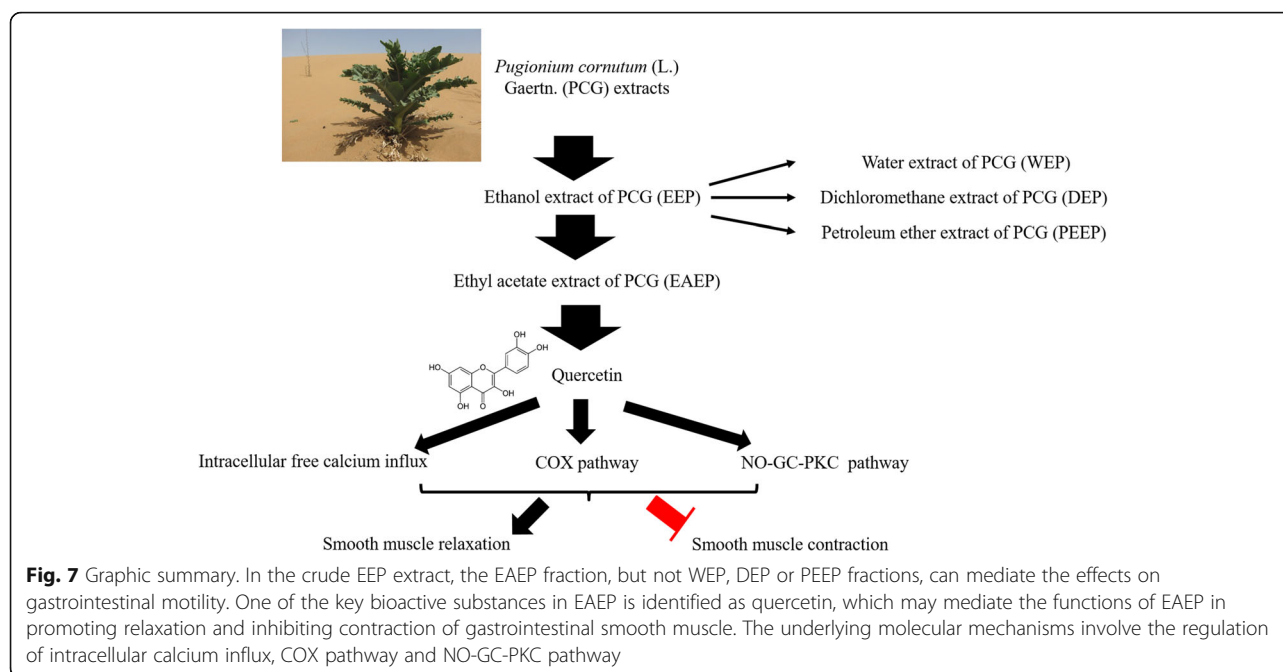 Pugionium cornutum (L.)
Gaertn. (PCG) extracts
Ethanol extract of PCG (EEP)
Water extract of PCG (WEP)
Dichloromethane extract of PCG (DEP)
Petroleum ether extract of PCG (PEEP)
Ethyl acetate extract of PCG (EAEP)
OH
OH
HO
O
OH
OH
O
Quercetin
Intracellular free calcium influx
COX pathway
NO-GC-PKC pathway
Smooth muscle relaxation
Smooth muscle contraction
Fig. 7 Graphic summary. In the crude EEP extract, the EAEP fraction, but not WEP, DEP or PEEP fractions, can mediate the effects on
gastrointestinal motility. One of the key bioactive substances in EAEP is identified as quercetin, which may mediate the functions of EAEP in
promoting relaxation and inhibiting contraction of gastrointestinal smooth muscle. The underlying molecular mechanisms involve the regulation
of intracellular calcium influx, COX pathway and NO-GC-PKC pathway